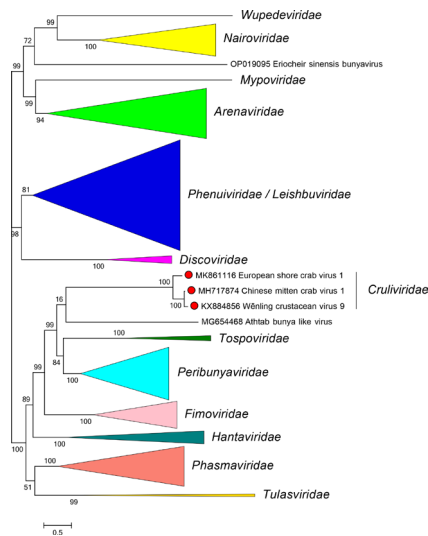 99
Wupedeviridae
72
Nairoviridae
100
99
OP019095 Eriocheir sinensis bunyavirus
Mypoviridae
99
94
Arenaviridae
81
Phenuiviridae / Leishbuviridae
98
100
Discoviridae
MK861116 European shore crab virus 1
100
MH717874 Chinese mitten crab virus 1
Cruliviridae
16
100
KX884856 Wēnling crustacean virus 9
MG654468 Athtab bunya like virus
99
100
Tospoviridae
84
100
Peribunyaviridae
99
100
Fimoviridae
89
100
Hantaviridae
100
100
Phasmaviridae
51
99
Tulasviridae
0.5